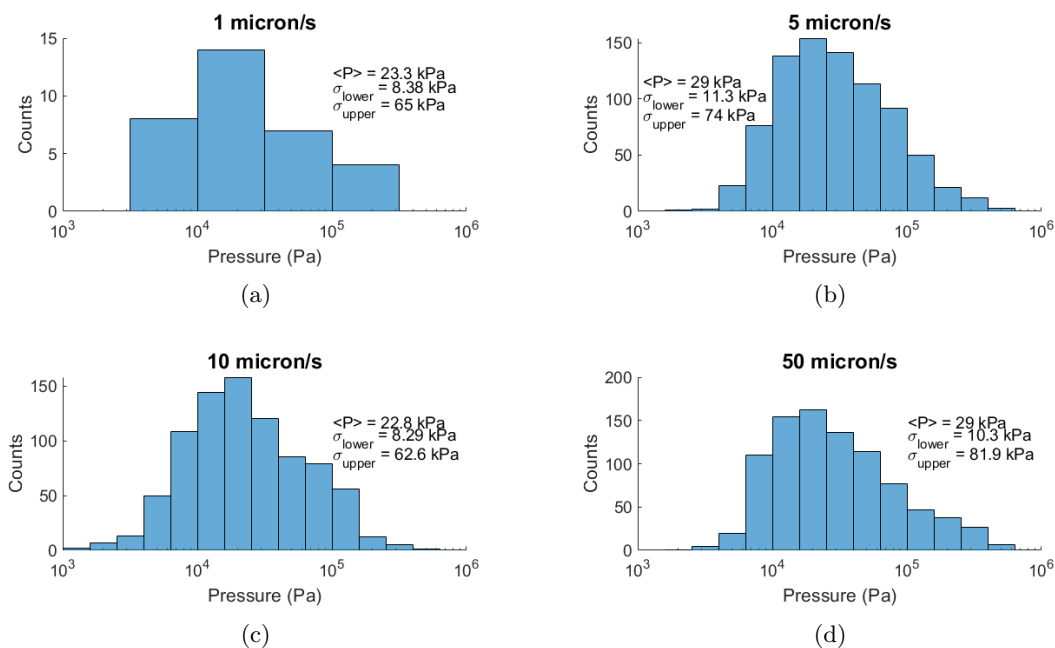 1 micron/s
15
10
5
0
Counts
<P> = 23.3 kPa
σlower = 8.38 kPa
σupper = 65 kPa
10³ 10⁴ 10⁵ 10⁶
Pressure (Pa)
(a)
5 micron/s
150
100
50
0
Counts
<P> = 29 kPa
σlower = 11.3 kPa
σupper = 74 kPa
10³ 10⁴ 10⁵ 10⁶
Pressure (Pa)
(b)
10 micron/s
150
100
50
0
Counts
<P> = 22.8 kPa
σlower = 8.29 kPa
σupper = 62.6 kPa
10³ 10⁴ 10⁵ 10⁶
Pressure (Pa)
(c)
50 micron/s
200
150
100
50
0
Counts
<P> = 29 kPa
σlower = 10.3 kPa
σupper = 81.9 kPa
10³ 10⁴ 10⁵ 10⁶
Pressure (Pa)
(d)